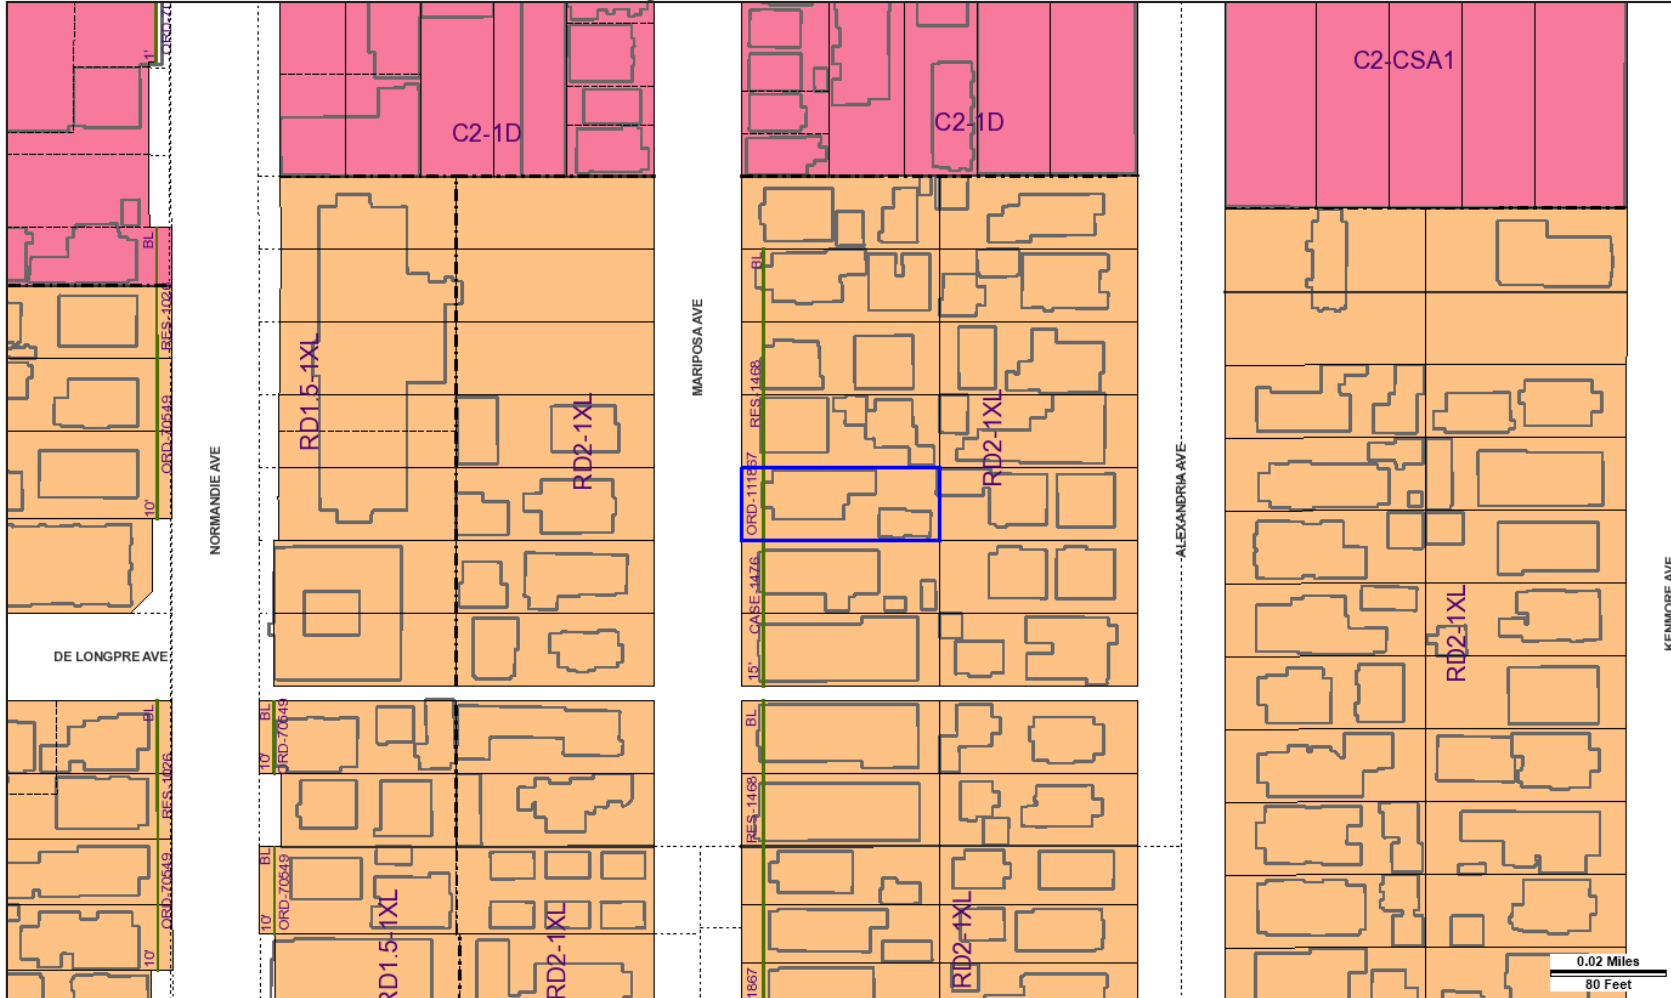 1'
C2-CSA1
C2-1D
C2-1D
BL
BL
RES-1026
RD1.5-1XL
MARIPOSA AVE
RES-1468
RD2-1XL
RD2-1XL
ORD-70549
NORMANDIE AVE
ALEXANDRIA AVE
ORD-111867
10'
CASE 1476
KENMORE AVE
RD2-1XL
DE LONGPRE AVE
15'
BL
BL
ORD-70549
BL
10'
RES-1026
RES-1468
BL
ORD-70549
ORD-70549
10'
RD1.5-1XL
RD2-1XL
RD2-1XL
10'
1867
0.02 Miles
80 Feet